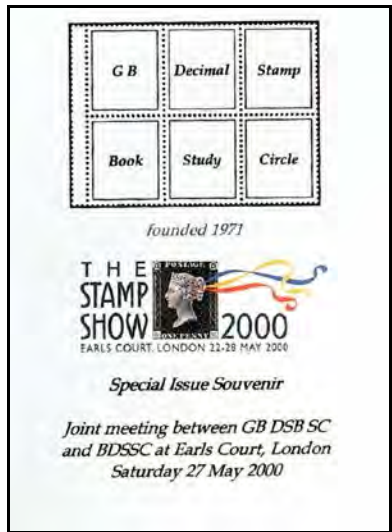 G B Decimal Stamp
Book Study Circle
founded 1971
THE
STAMP
SHOW
POSTAGE
ONE PENNY
2000
EARLS COURT, LONDON 22-28 MAY 2000
Special Issue Souvenir
Joint meeting between GB DSB SC
and BDSSC at Earls Court, London
Saturday 27 May 2000